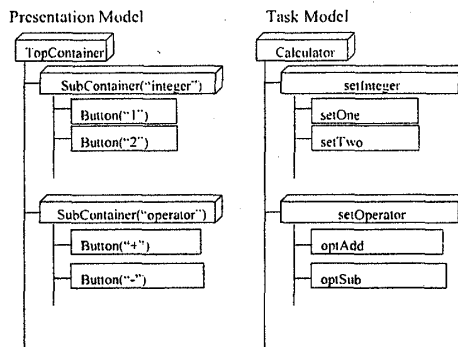 Presentation Model
TopContainer
SubContainer("integer")
Button("1")
Button("2")
SubContainer("operator")
Button("+")
Button("-")
Task Model
Calculator
setInteger
setOne
setTwo
setOperator
optAdd
optSub